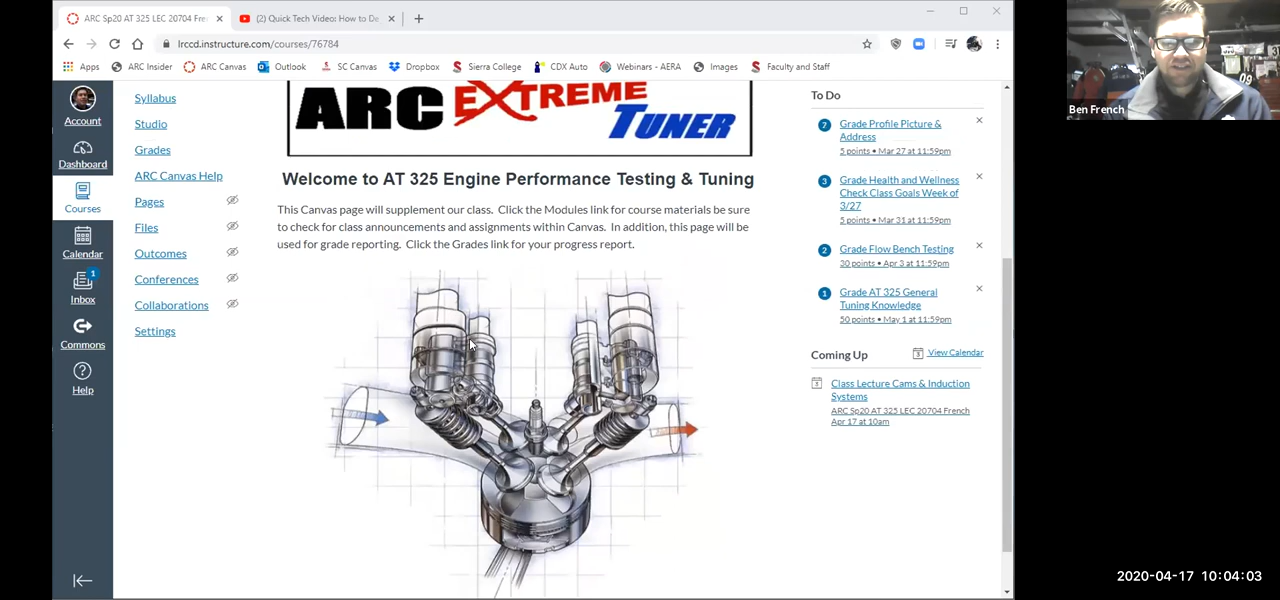 ARC Sp20 AT 325 LEC 20704 Fren
(2) Quick Tech Video: How to De
lrccd.instructure.com/courses/76784
Apps ARC Insider ARC Canvas Outlook SC Canvas Dropbox Sierra College CDX Auto Webinars - AERA Images Faculty and Staff
Account
Dashboard
Courses
Calendar
1
Inbox
Commons
Help
Syllabus
Studio
Grades
ARC Canvas Help
Pages
Files
Outcomes
Conferences
Collaborations
Settings
ARC EXTREME
TUNER
Welcome to AT 325 Engine Performance Testing & Tuning
This Canvas page will supplement our class. Click the Modules link for course materials be sure
to check for class announcements and assignments within Canvas. In addition, this page will be
used for grade reporting. Click the Grades link for your progress report.
To Do
7 Grade Profile Picture &
Address
5 points • Mar 27 at 11:59pm
3 Grade Health and Wellness
Check Class Goals Week of
3/27
5 points • Mar 31 at 11:59pm
2 Grade Flow Bench Testing
30 points • Apr 3 at 11:59pm
1 Grade AT 325 General
Tuning Knowledge
50 points • May 1 at 11:59pm
Coming Up
View Calendar
Class Lecture Cams & Induction
Systems
ARC Sp20 AT 325 LEC 20704 French
Apr 17 at 10am
Ben French
09
2020-04-17 10:04:03